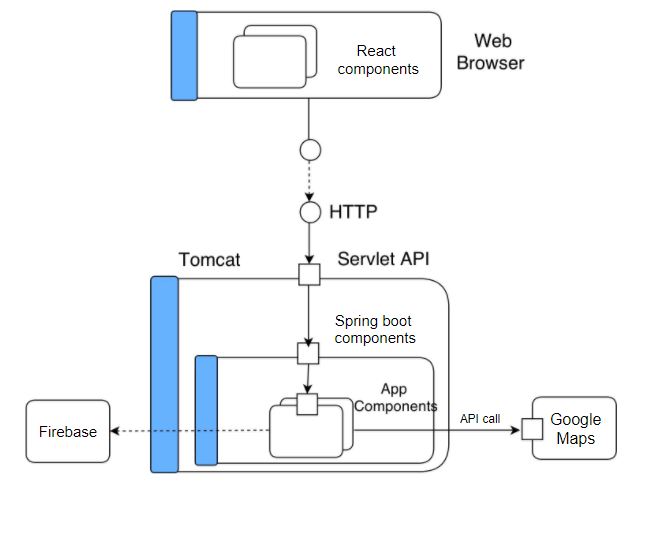 React
components
Web
Browser
HTTP
Tomcat
Servlet API
Spring boot
components
App
Components
API call
Firebase
Google
Maps